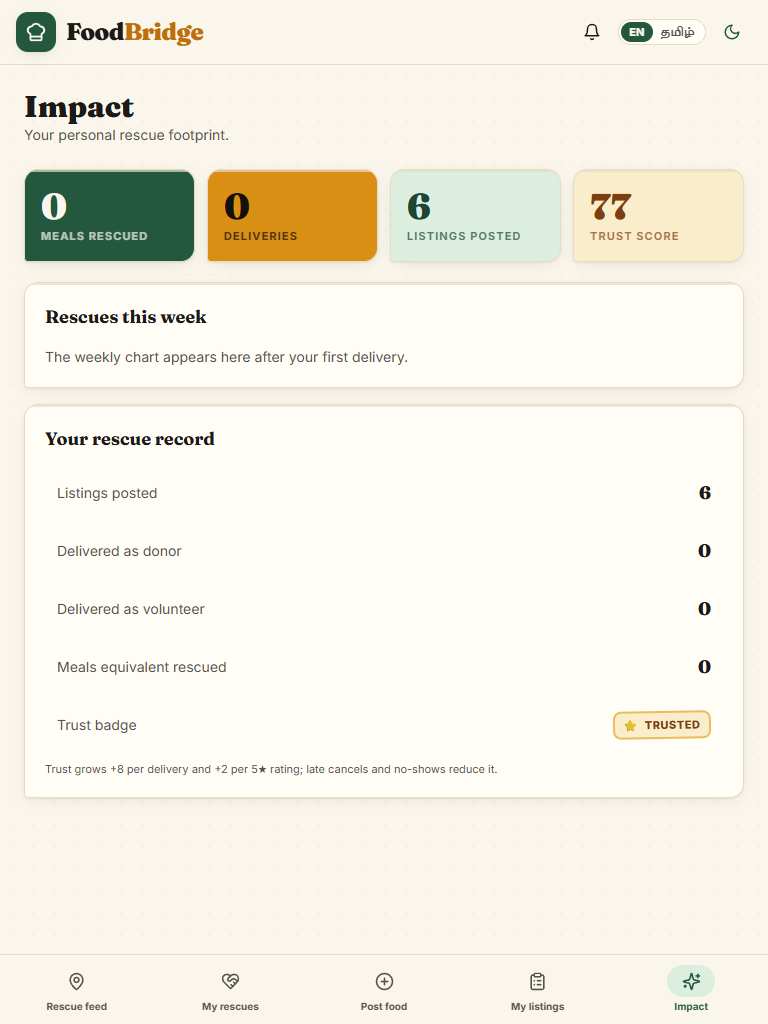 FoodBridge
EN தமிழ்
Impact
Your personal rescue footprint.
0
MEALS RESCUED
0
DELIVERIES
6
LISTINGS POSTED
77
TRUST SCORE
Rescues this week
The weekly chart appears here after your first delivery.
Your rescue record
Listings posted 6
Delivered as donor 0
Delivered as volunteer 0
Meals equivalent rescued 0
Trust badge TRUSTED
Trust grows +8 per delivery and +2 per 5★ rating; late cancels and no-shows reduce it.
Rescue feed My rescues Post food My listings Impact